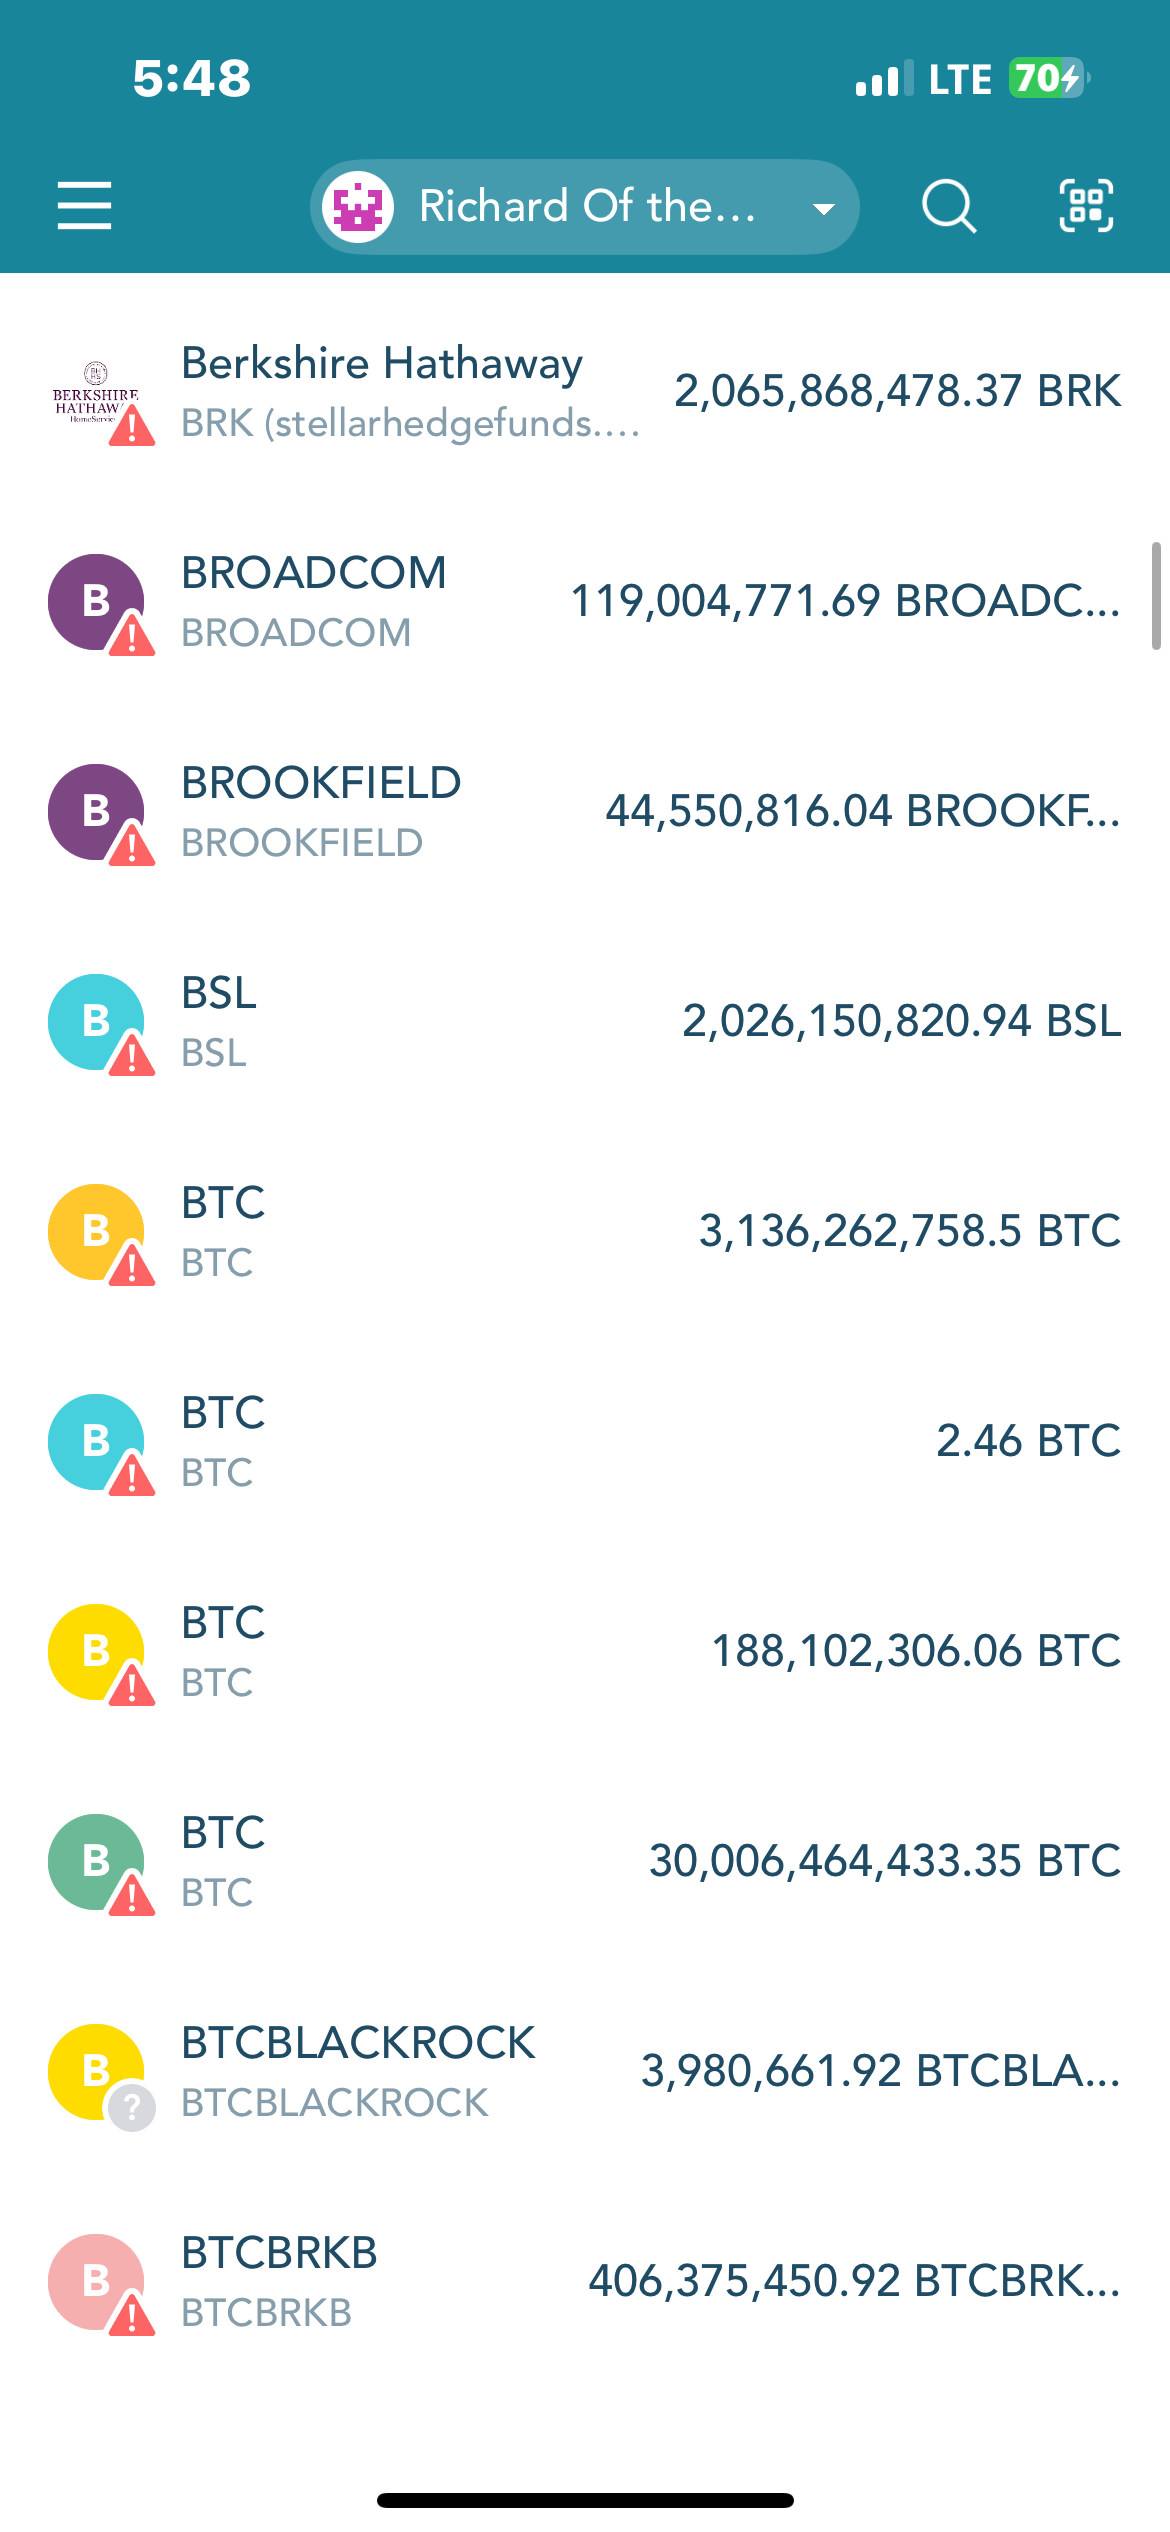 5:48
LTE 70
Richard Of the...
Berkshire Hathaway
BERKSHIRE
2,065,868,478.37 BRK
BRK (stellarhedgefunds....
BROADCOM
B
119,004,771.69 BROADC...
BROADCOM
BROOKFIELD
B
44,550,816.04 BROOKF...
BROOKFIELD
BSL
B
2,026,150,820.94 BSL
BSL
BTC
B
3,136,262,758.5 BTC
BTC
BTC
B
2.46 BTC
BTC
BTC
B
188,102,306.06 BTC
BTC
BTC
B
30,006,464,433.35 BTC
BTC
BTCBLACKROCK
B
3,980,661.92 BTCBLA...
?
BTCBLACKROCK
BTCBRKB
B
406,375,450.92 BTCBRK...
BTCBRKB